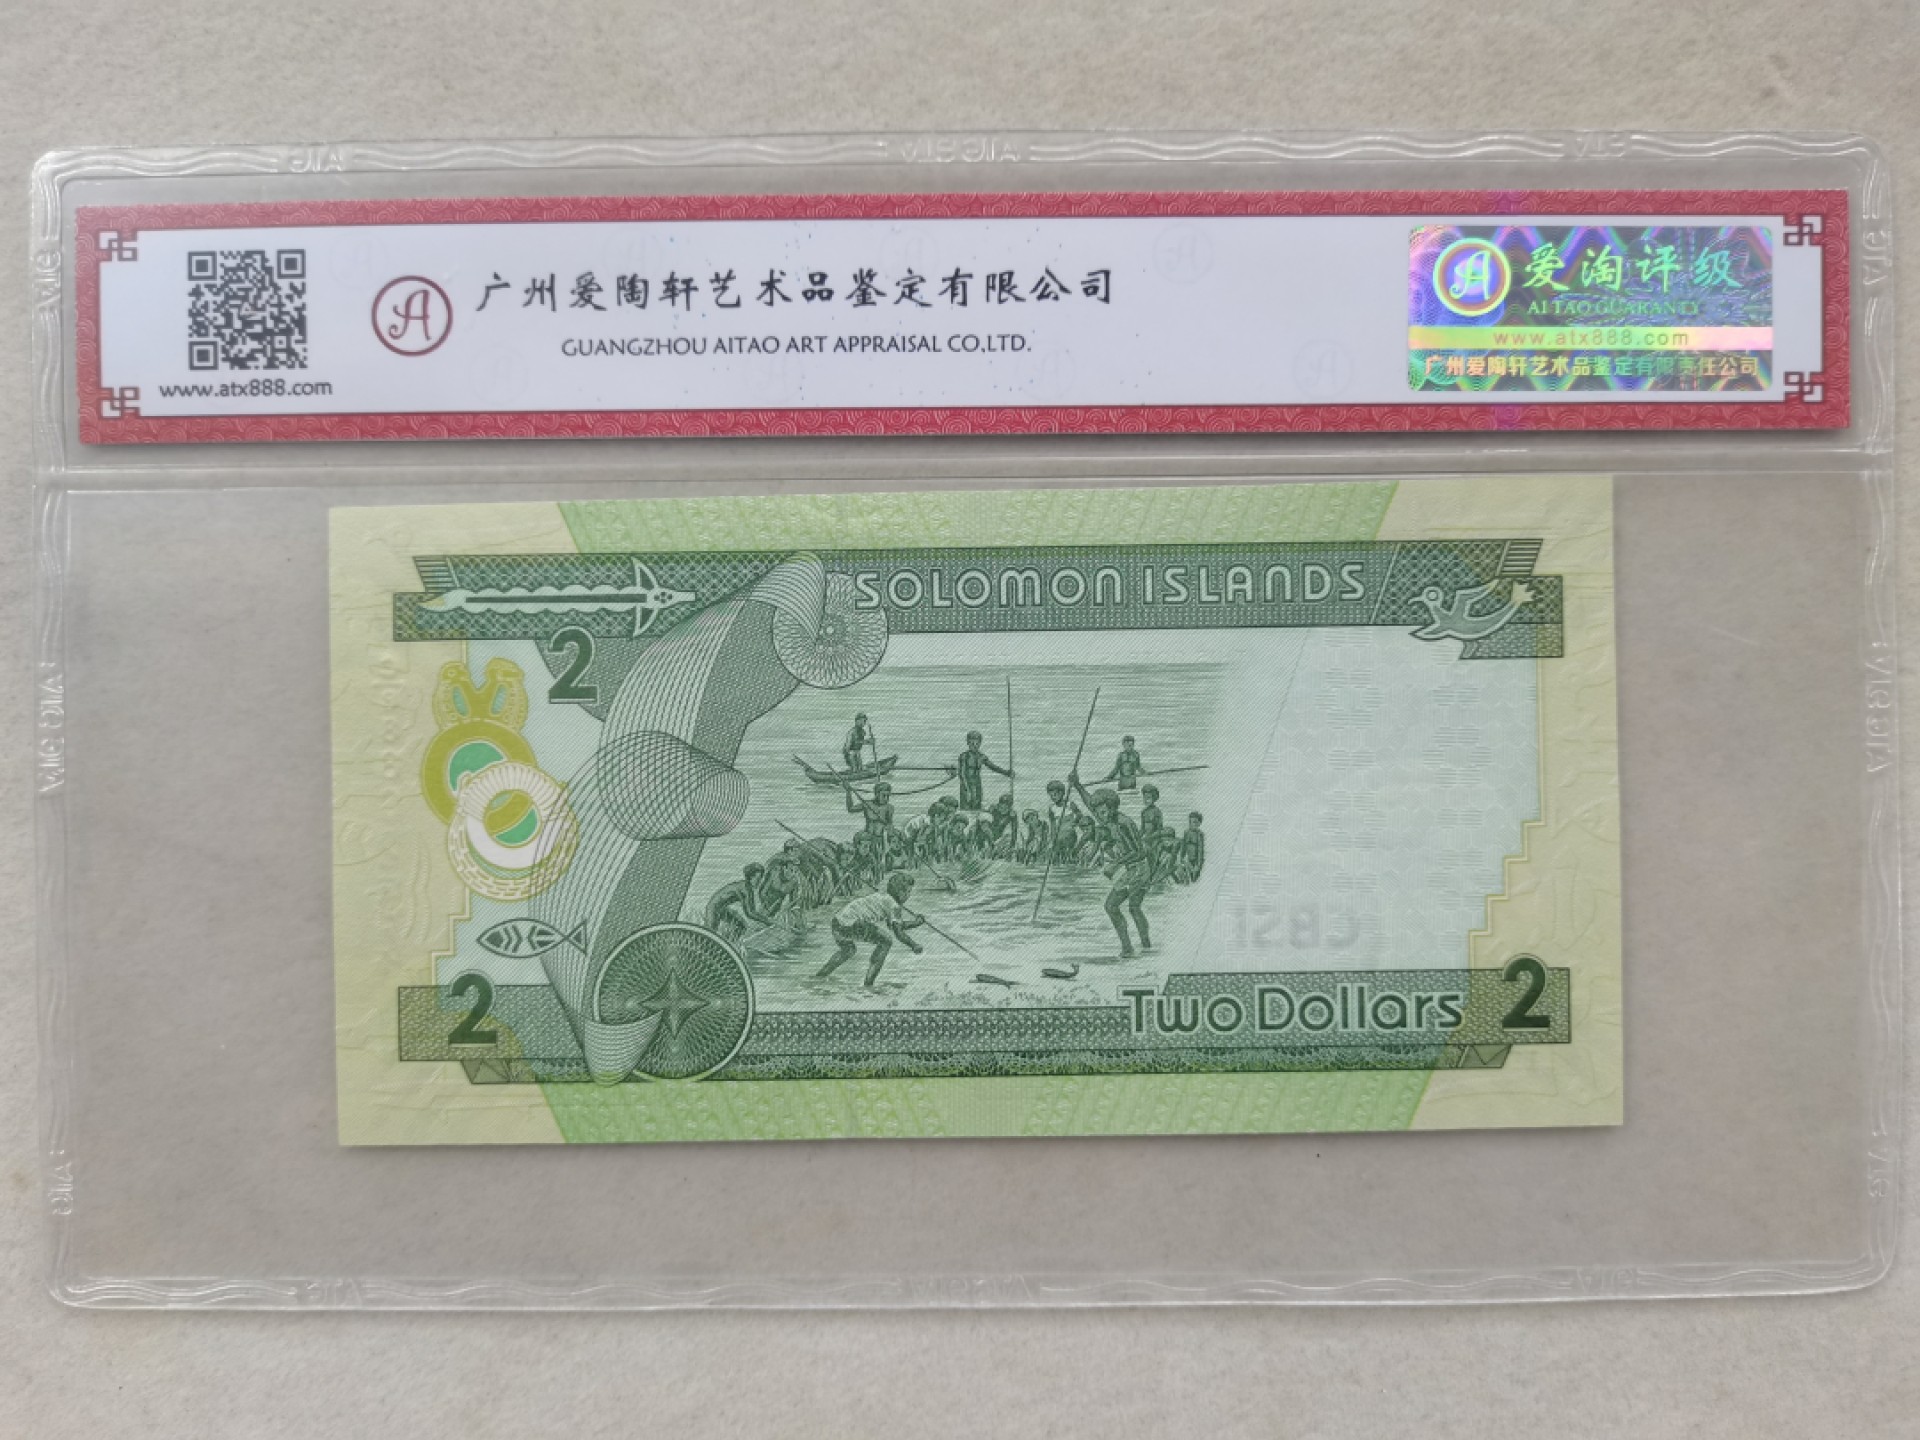 广州爱陶轩艺术品鉴定有限公司
GUANGZHOU AITAO ART APPRAISAL CO.,LTD.
www.atx888.com
爱淘评级
AI TAO GUARANTY
www.atx888.com
广州爱陶轩艺术品鉴定有限责任公司
SOLOMON ISLANDS
2
2
Two Dollars
2
CBSI